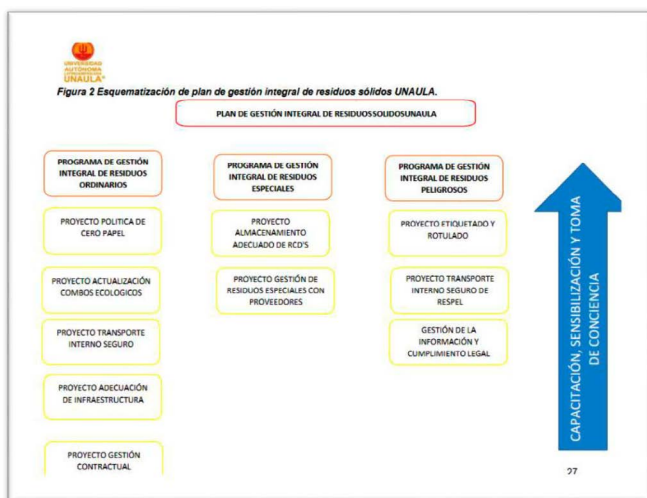 UNIVERSIDAD
AUTÓNOMA
LATINOAMERICANA
UNAULA
Figura 2 Esquematización de plan de gestión integral de residuos sólidos UNAULA.
PLAN DE GESTIÓN INTEGRAL DE RESIDUOSSOLIDOSUNAULA
PROGRAMA DE GESTIÓN
INTEGRAL DE RESIDUOS
ORDINARIOS
PROYECTO POLITICA DE
CERO PAPEL
PROYECTO ACTUALIZACIÓN
COMBOS ECOLOGICOS
PROYECTO TRANSPORTE
INTERNO SEGURO
PROYECTO ADECUACIÓN
DE INFRAESTRUCTURA
PROYECTO GESTIÓN
CONTRACTUAL
PROGRAMA DE GESTIÓN
INTEGRAL DE RESIDUOS
ESPECIALES
PROYECTO
ALMACENAMIENTO
ADECUADO DE RCD'S
PROYECTO GESTIÓN DE
RESIDUOS ESPECIALES CON
PROVEEDORES
PROGRAMA DE GESTIÓN
INTEGRAL DE RESIDUOS
PELIGROSOS
PROYECTO ETIQUETADO Y
ROTULADO
PROYECTO TRANSPORTE
INTERNO SEGURO DE
RESPEL
GESTIÓN DE LA
INFORMACIÓN Y
CUMPLIMIENTO LEGAL
CAPACITACIÓN, SENSIBILIZACIÓN Y TOMA
DE CONCIENCIA
27